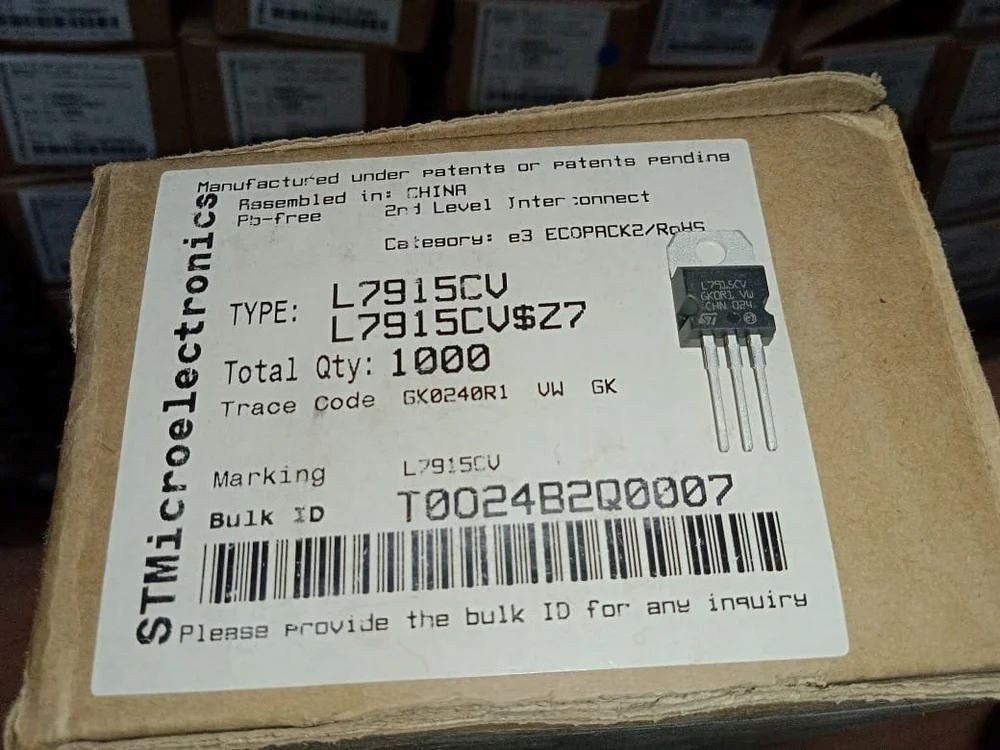 Manufactured under patents or patents pending
Assembled in: CHINA
Pb-free 2nd Level Interconnect
Category: e3 ECOPACK2/RoHS
TYPE: L7915CV
L7915CV$Z7
Total Qty: 1000
Trace Code GK0240R1 VW GK
Marking L7915CV
Bulk ID T0024B2Q0007
Please provide the bulk ID for any inquiry
STMicroelectronics
L7915CV
GK0R1 VW
CHN 024
ST e3